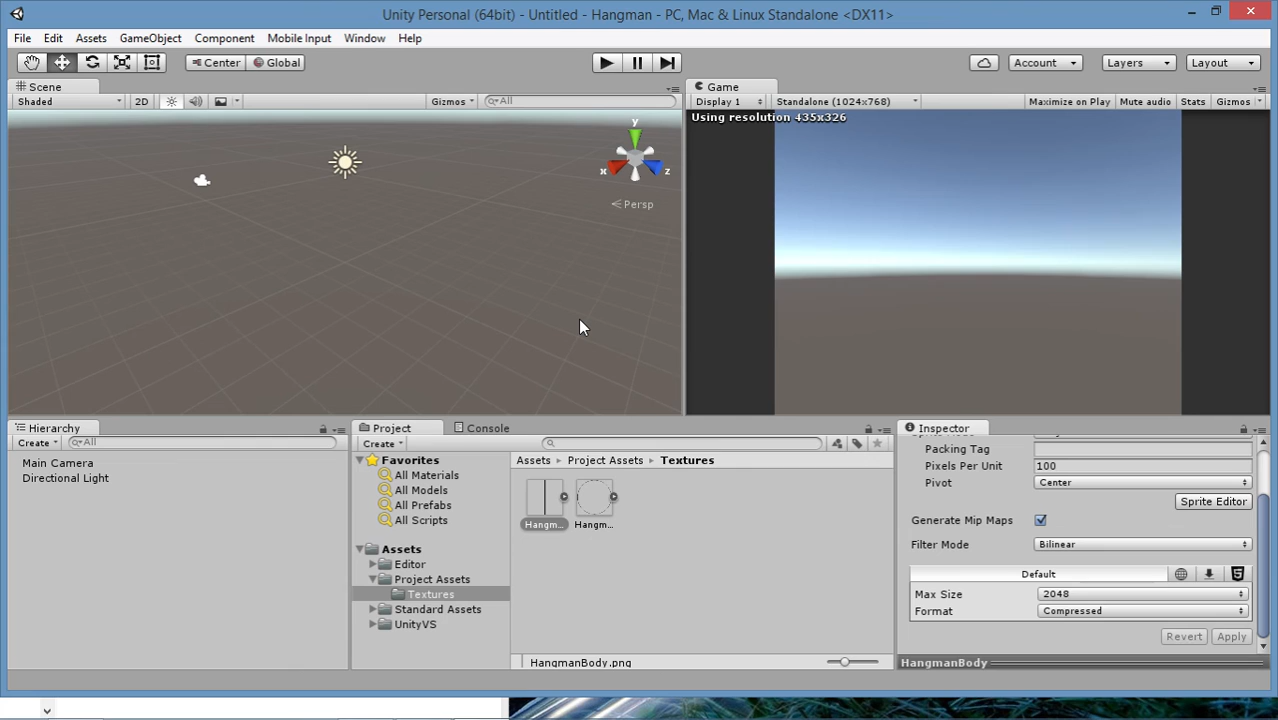 Unity Personal (64bit) - Untitled - Hangman - PC, Mac & Linux Standalone <DX11>
File Edit Assets GameObject Component Mobile Input Window Help
Center Global Account Layers Layout
Scene
Shaded 2D Gizmos All
y
x z
Persp
Game
Display 1 Standalone (1024x768) Maximize on Play Mute audio Stats Gizmos
Using resolution 435x326
Hierarchy
Create All
Main Camera
Directional Light
Project Console
Create
Favorites
All Materials
All Models
All Prefabs
All Scripts
Assets
Editor
Project Assets
Textures
Standard Assets
UnityVS
Assets Project Assets Textures
Hangm... Hangm...
HangmanBody.png
Inspector
Packing Tag
Pixels Per Unit 100
Pivot Center
Sprite Editor
Generate Mip Maps
Filter Mode Bilinear
Default
Max Size 2048
Format Compressed
Revert Apply
HangmanBody